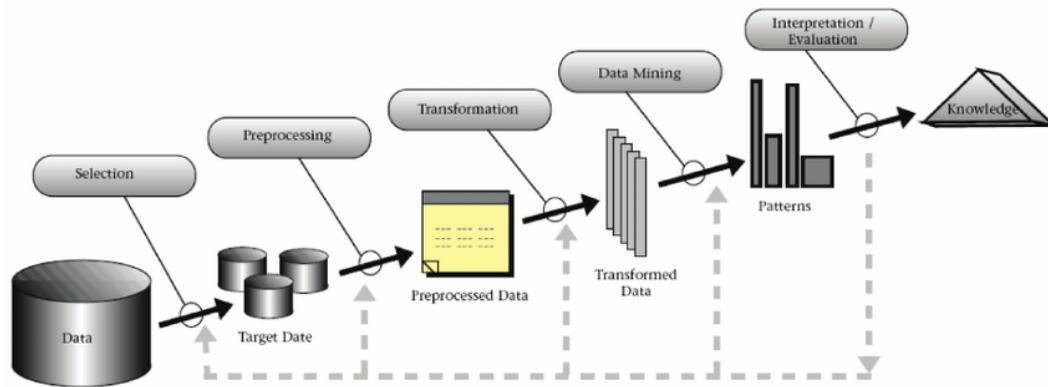 Interpretation /
Evaluation
Data Mining
Transformation
Preprocessing
Selection
Data
Target Date
Preprocessed Data
Transformed
Data
Patterns
Knowledge